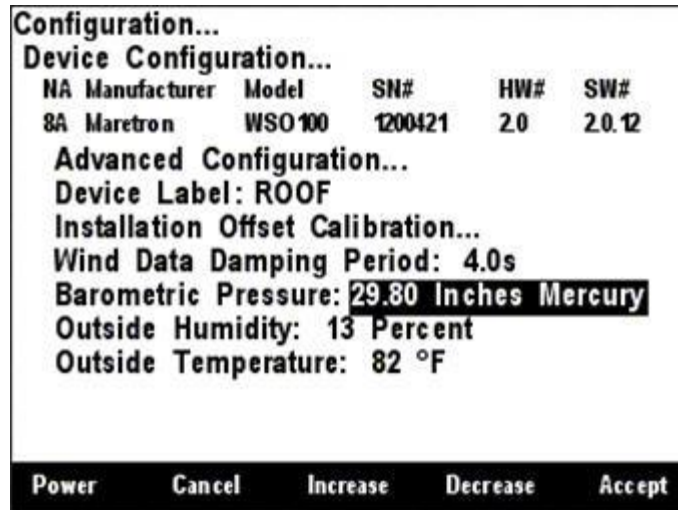 Configuration...
Device Configuration...
NA Manufacturer Model SN# HW# SW#
8A Maretron WSO100 1200421 2.0 2.0.12
Advanced Configuration...
Device Label: ROOF
Installation Offset Calibration...
Wind Data Damping Period: 4.0s
Barometric Pressure: 29.80 Inches Mercury
Outside Humidity: 13 Percent
Outside Temperature: 82 °F
Power Cancel Increase Decrease Accept